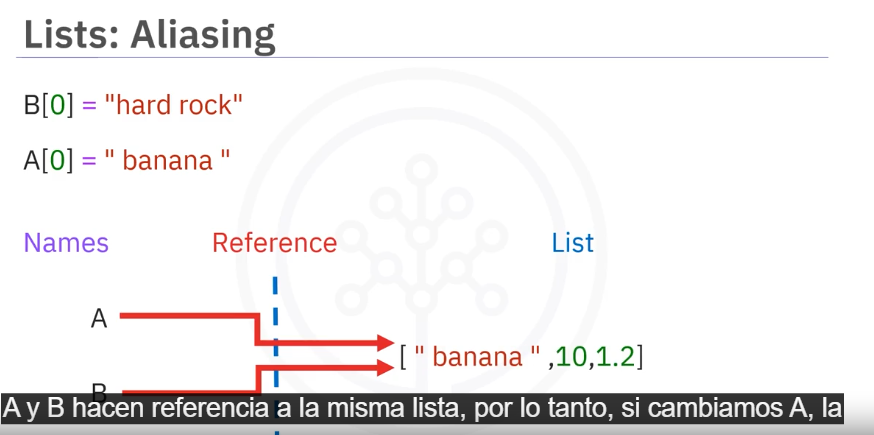 Lists: Aliasing
B[0] = "hard rock"
A[0] = " banana "
Names Reference List
A
[ " banana " ,10,1.2]
B
A y B hacen referencia a la misma lista, por lo tanto, si cambiamos A, la